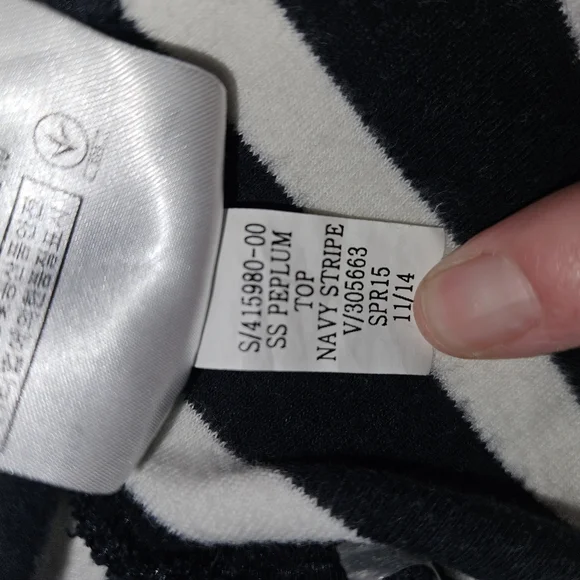 S/415980-00
SS PEPLUM
TOP
NAVY STRIPE
V/305663
SPR15
11/14